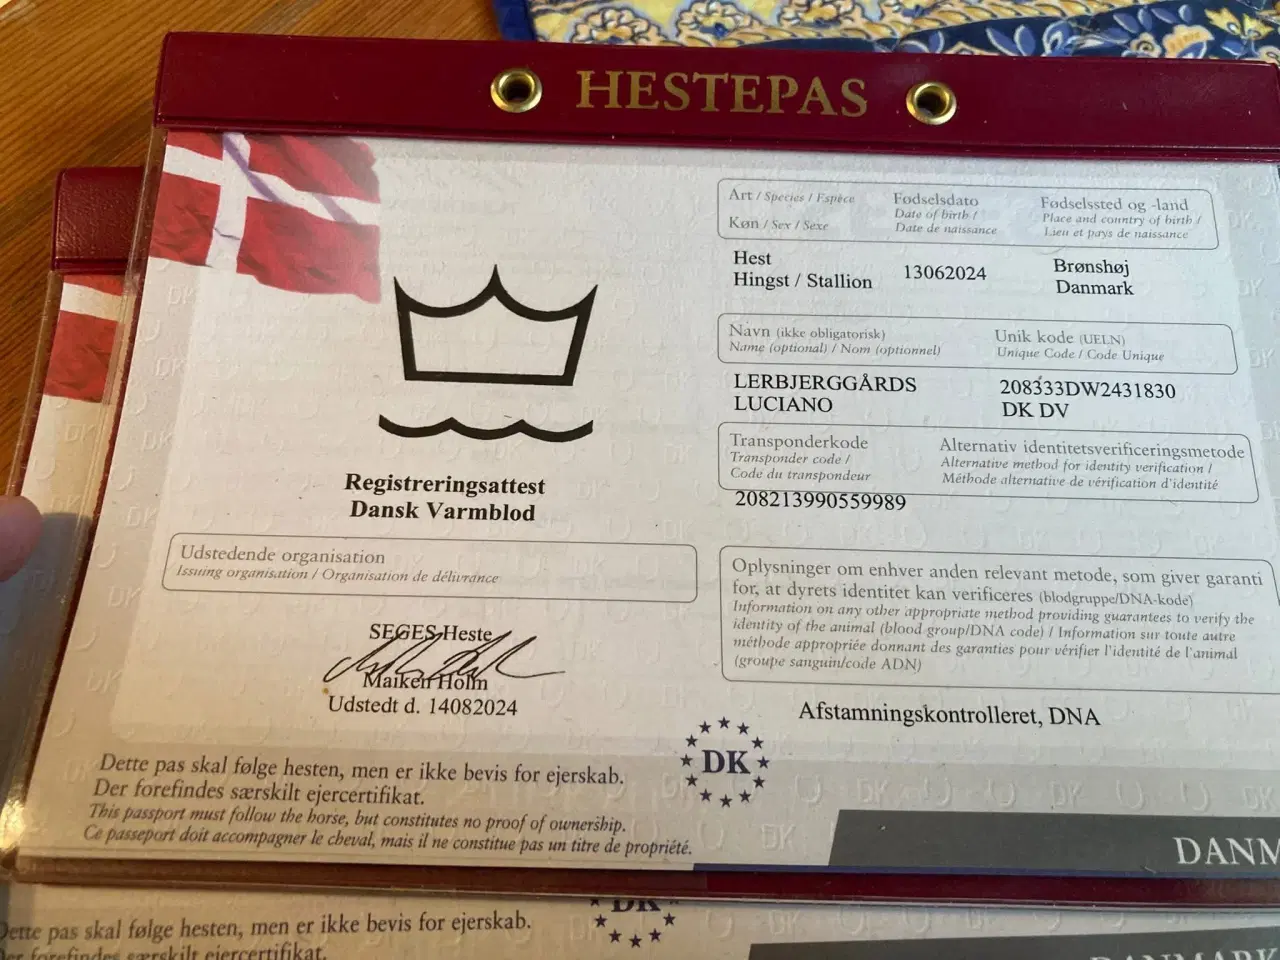 HESTEPAS
Art / Species / Espèce
Køn / Sex / Sexe
Fødselsdato
Date of birth /
Date de naissance
Fødselssted og -land
Place and country of birth /
Lieu et pays de naissance
Hest
Hingst / Stallion
13062024
Brønshøj
Danmark
Navn (ikke obligatorisk)
Name (optional) / Nom (optionnel)
Unik kode (UELN)
Unique Code / Code Unique
LERBJERGGÅRDS
LUCIANO
208333DW2431830
DK DV
Transponderkode
Transponder code /
Code du transpondeur
Alternativ identitetsverificeringsmetode
Alternative method for identity verification /
Méthode alternative de vérification d'identité
208213990559989
Registreringsattest
Dansk Varmblod
Udstedende organisation
Issuing organisation / Organisation de délivrance
SEGES Heste
Maiken Holm
Udstedt d. 14082024
Oplysninger om enhver anden relevant metode, som giver garanti
for, at dyrets identitet kan verificeres (blodgruppe/DNA-kode)
Information on any other appropriate method providing guarantees to verify the
identity of the animal (blood group/DNA code) / Information sur toute autre
méthode appropriée donnant des garanties pour vérifier l'identité de l'animal
(groupe sanguin/code ADN)
Afstamningskontrolleret, DNA
DK
Dette pas skal følge hesten, men er ikke bevis for ejerskab.
Der forefindes særskilt ejercertifikat.
This passport must follow the horse, but constitutes no proof of ownership.
Ce passeport doit accompagner le cheval, mais il ne constitue pas un titre de propriété.
DANM
DK
Dette pas skal følge hesten, men er ikke bevis for ejerskab.
Der forefindes særskilt ejercertifikat.
DANMARK